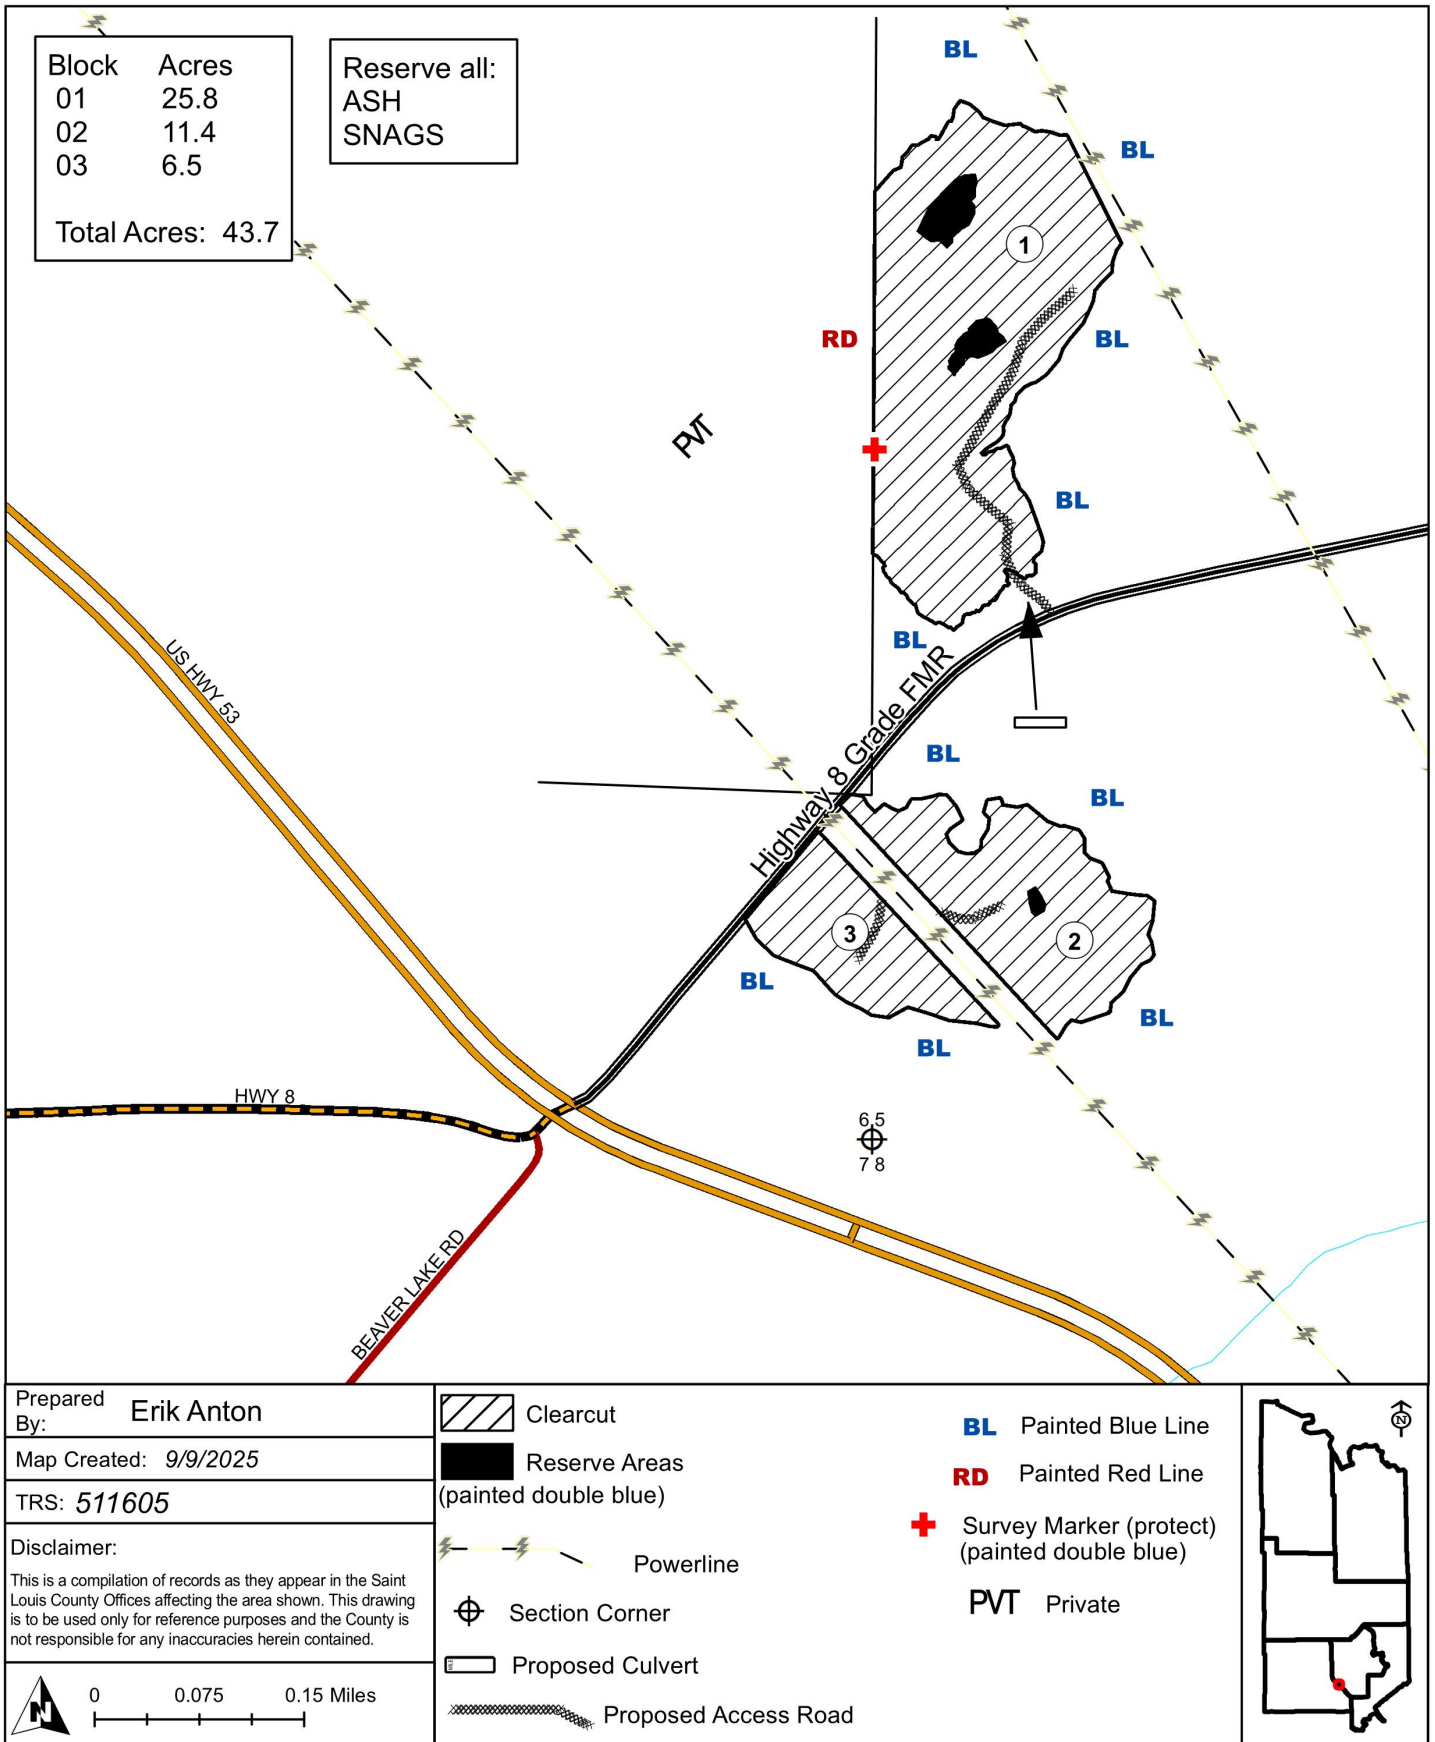 Block Acres
01 25.8
02 11.4
03 6.5
Total Acres: 43.7
Reserve all:
ASH
SNAGS
BL
BL
1
RD
BL
PVT
BL
BL
US HWY 53
Highway 8 Grade FMR
BL
BL
3
2
BL
BL
BL
HWY 8
6 5
7 8
BEAVER LAKE RD
Prepared
By: Erik Anton
Map Created: 9/9/2025
TRS: 511605
Disclaimer:
This is a compilation of records as they appear in the Saint
Louis County Offices affecting the area shown. This drawing
is to be used only for reference purposes and the County is
not responsible for any inaccuracies herein contained.
N
0 0.075 0.15 Miles
Clearcut
Reserve Areas
(painted double blue)
Powerline
Section Corner
Proposed Culvert
Proposed Access Road
BL Painted Blue Line
RD Painted Red Line
Survey Marker (protect)
(painted double blue)
PVT Private
N